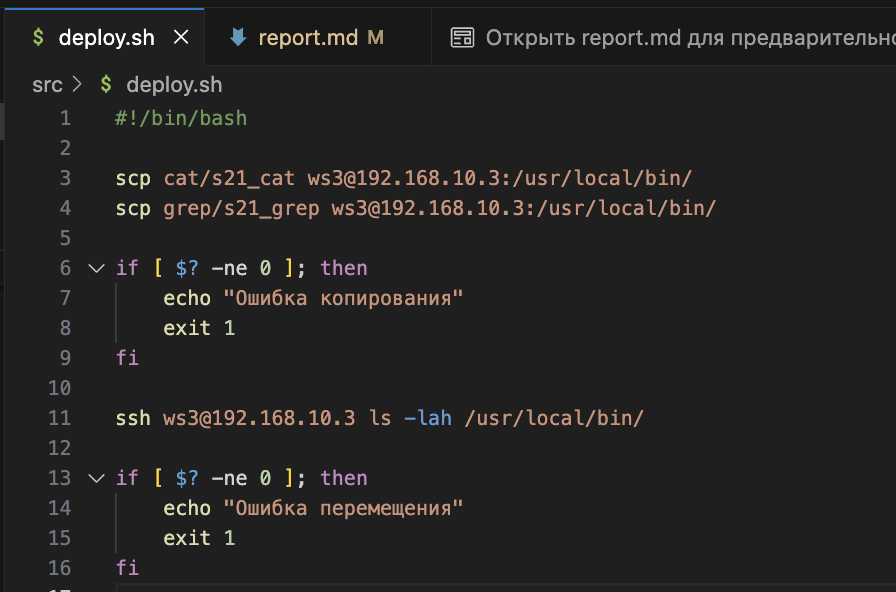 $ deploy.sh × report.md M Открыть report.md для предварительно
src > $ deploy.sh
1 #!/bin/bash
2
3 scp cat/s21_cat ws3@192.168.10.3:/usr/local/bin/
4 scp grep/s21_grep ws3@192.168.10.3:/usr/local/bin/
5
6 if [ $? -ne 0 ]; then
7     echo "Ошибка копирования"
8     exit 1
9 fi
10
11 ssh ws3@192.168.10.3 ls -lah /usr/local/bin/
12
13 if [ $? -ne 0 ]; then
14     echo "Ошибка перемещения"
15     exit 1
16 fi